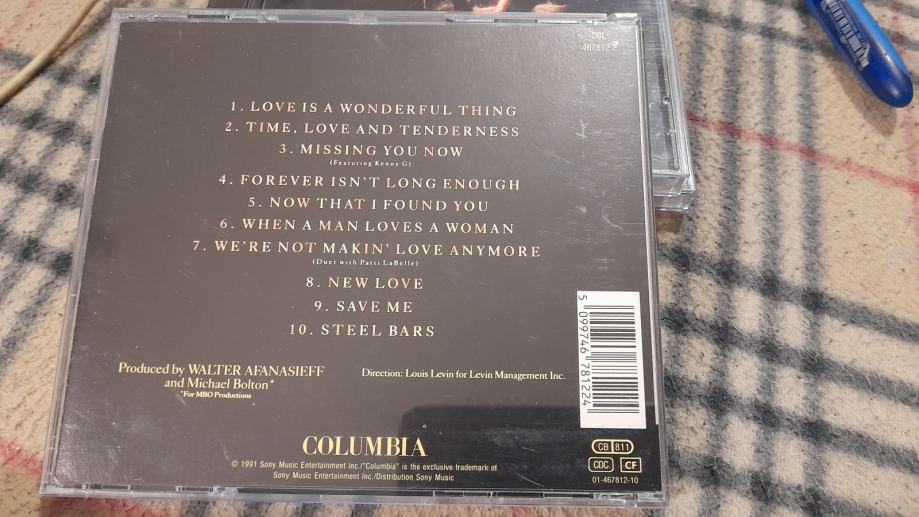 COL
467812 2
1. LOVE IS A WONDERFUL THING
2. TIME, LOVE AND TENDERNESS
3. MISSING YOU NOW
(Featuring Kenny G)
4. FOREVER ISN'T LONG ENOUGH
5. NOW THAT I FOUND YOU
6. WHEN A MAN LOVES A WOMAN
7. WE'RE NOT MAKIN' LOVE ANYMORE
(Duet with Patti LaBelle)
8. NEW LOVE
9. SAVE ME
10. STEEL BARS
5 099746 781224
Produced by WALTER AFANASIEFF
and Michael Bolton*
*For MBO Productions
Direction: Louis Levin for Levin Management Inc.
COLUMBIA
© 1991 Sony Music Entertainment Inc./"Columbia" is the exclusive trademark of
Sony Music Entertainment Inc./Distribution Sony Music
CB 811
CDC CF
01-467812-10